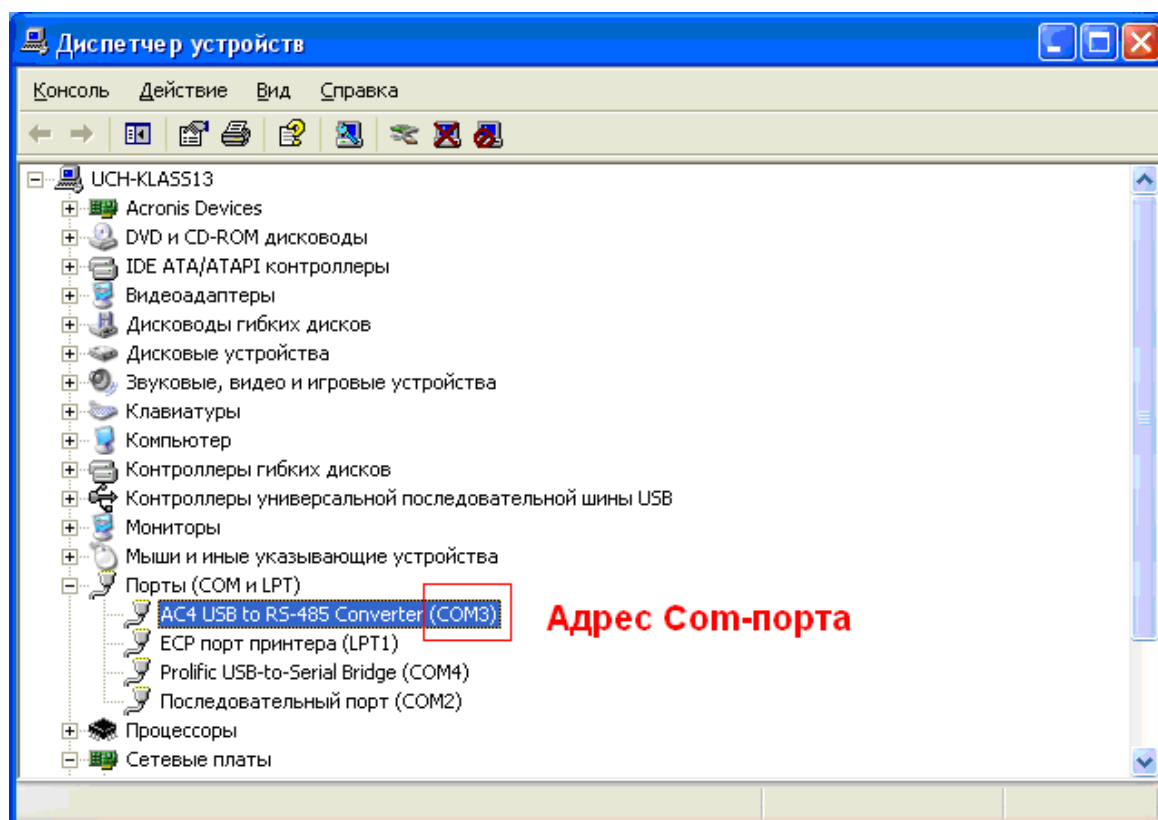 Диспетчер устройств
Консоль Действие Вид Справка
UCH-KLASS13
Acronis Devices
DVD и CD-ROM дисководы
IDE ATA/ATAPI контроллеры
Видеоадаптеры
Дисководы гибких дисков
Дисковые устройства
Звуковые, видео и игровые устройства
Клавиатуры
Компьютер
Контроллеры гибких дисков
Контроллеры универсальной последовательной шины USB
Мониторы
Мыши и иные указывающие устройства
Порты (COM и LPT)
AC4 USB to RS-485 Converter (COM3)
Адрес Com-порта
ECP порт принтера (LPT1)
Prolific USB-to-Serial Bridge (COM4)
Последовательный порт (COM2)
Процессоры
Сетевые платы